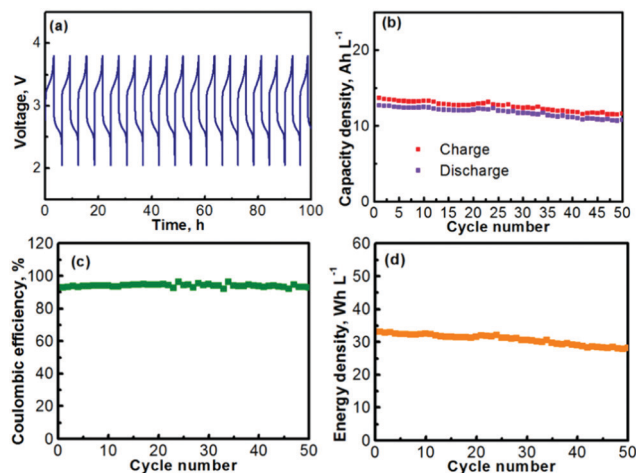 (a)
4
3
2
Voltage, V
0 20 40 60 80 100
Time, h
(b)
20
10
0
Capacity density, Ah L⁻¹
Charge
Discharge
0 5 10 15 20 25 30 35 40 45 50
Cycle number
(c)
120
100
80
60
40
20
0
Coulombic efficiency, %
0 10 20 30 40 50
Cycle number
(d)
60
50
40
30
20
10
0
Energy density, Wh L⁻¹
0 10 20 30 40 50
Cycle number